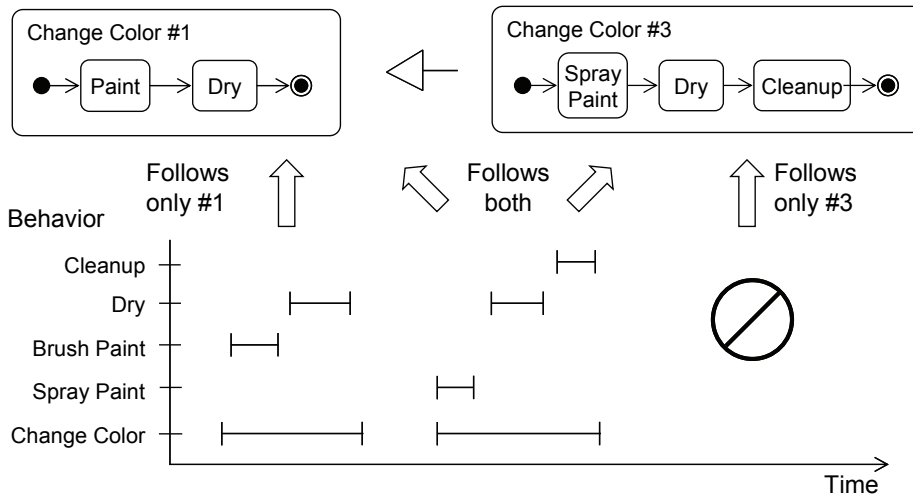 Change Color #1
Paint
Dry
Change Color #3
Spray
Paint
Dry
Cleanup
Follows
only #1
Follows
both
Follows
only #3
Behavior
Cleanup
Dry
Brush Paint
Spray Paint
Change Color
Time